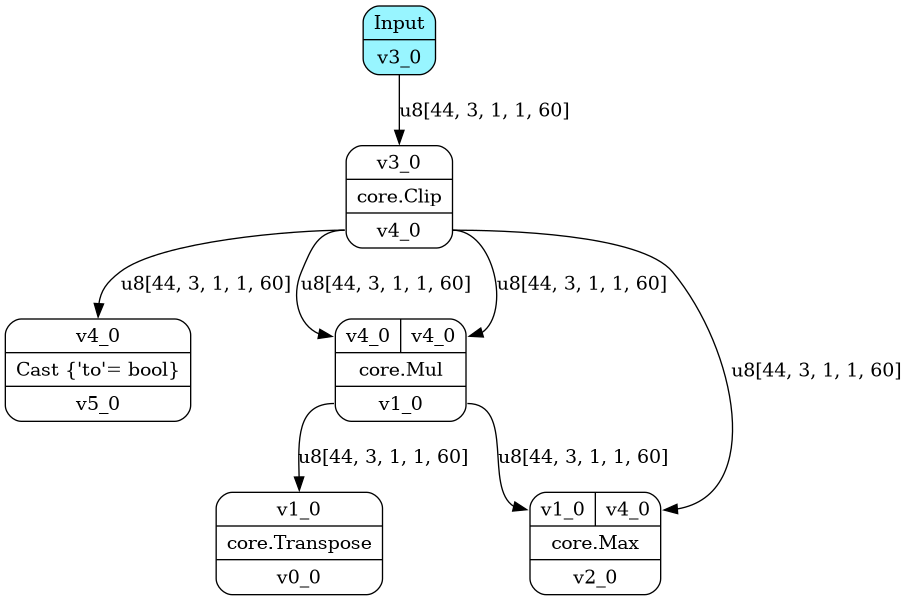 Input
v3_0
u8[44, 3, 1, 1, 60]
v3_0
core.Clip
v4_0
u8[44, 3, 1, 1, 60]
u8[44, 3, 1, 1, 60]
u8[44, 3, 1, 1, 60]
u8[44, 3, 1, 1, 60]
v4_0
Cast {'to'= bool}
v5_0
v4_0 v4_0
core.Mul
v1_0
u8[44, 3, 1, 1, 60]
u8[44, 3, 1, 1, 60]
v1_0
core.Transpose
v0_0
v1_0 v4_0
core.Max
v2_0